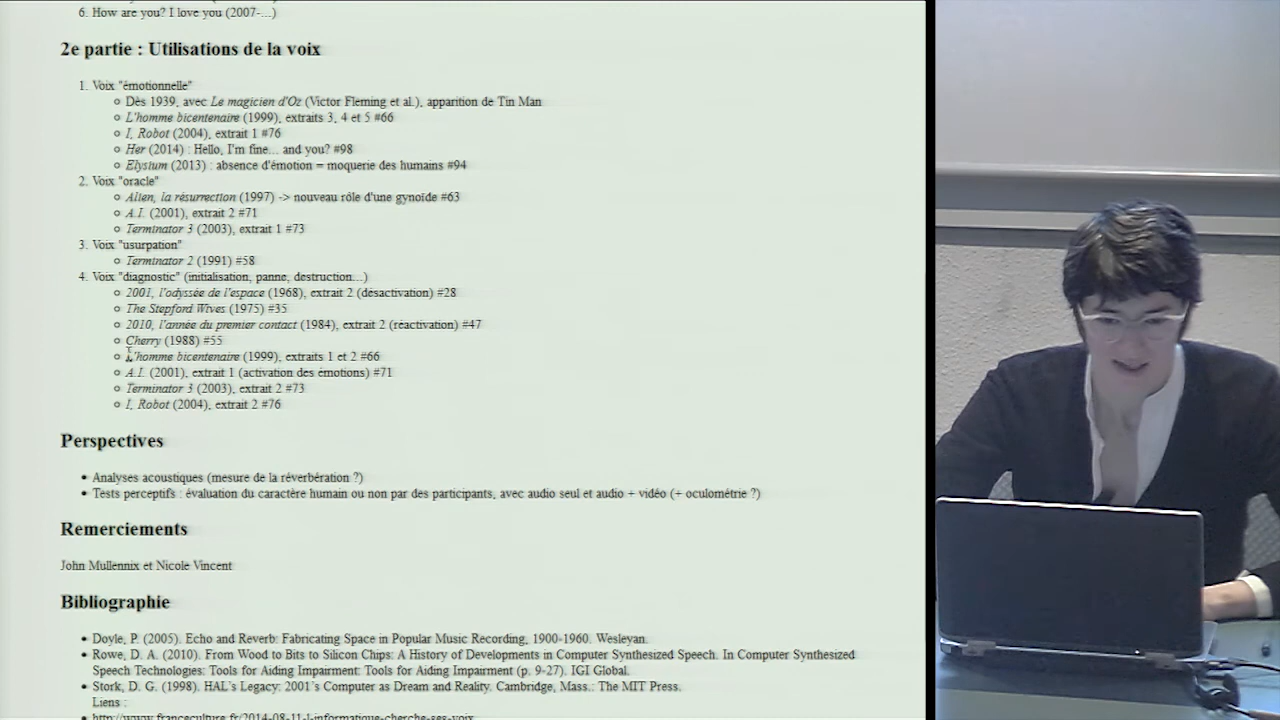 6. How are you? I love you (2007-...)
2e partie : Utilisations de la voix
1. Voix "émotionnelle"
Dès 1939, avec Le magicien d'Oz (Victor Fleming et al.), apparition de Tin Man
L'homme bicentenaire (1999), extraits 3, 4 et 5 #66
I, Robot (2004), extrait 1 #76
Her (2014) : Hello, I'm fine... and you? #98
Elysium (2013) : absence d'émotion = moquerie des humains #94
2. Voix "oracle"
Alien, la résurrection (1997) -> nouveau rôle d'une gynoïde #63
A.I. (2001), extrait 2 #71
Terminator 3 (2003), extrait 1 #73
3. Voix "usurpation"
Terminator 2 (1991) #58
4. Voix "diagnostic" (initialisation, panne, destruction...)
2001, l'odyssée de l'espace (1968), extrait 2 (désactivation) #28
The Stepford Wives (1975) #35
2010, l'année du premier contact (1984), extrait 2 (réactivation) #47
Cherry (1988) #55
L'homme bicentenaire (1999), extraits 1 et 2 #66
A.I. (2001), extrait 1 (activation des émotions) #71
Terminator 3 (2003), extrait 2 #73
I, Robot (2004), extrait 2 #76
Perspectives
Analyses acoustiques (mesure de la réverbération ?)
Tests perceptifs : évaluation du caractère humain ou non par des participants, avec audio seul et audio + vidéo (+ oculométrie ?)
Remerciements
John Mullennix et Nicole Vincent
Bibliographie
Doyle, P. (2005). Echo and Reverb: Fabricating Space in Popular Music Recording, 1900-1960. Wesleyan.
Rowe, D. A. (2010). From Wood to Bits to Silicon Chips: A History of Developments in Computer Synthesized Speech. In Computer Synthesized
Speech Technologies: Tools for Aiding Impairment: Tools for Aiding Impairment (p. 9-27). IGI Global.
Stork, D. G. (1998). HAL's Legacy: 2001's Computer as Dream and Reality. Cambridge, Mass.: The MIT Press.
Liens :
http://www.franceculture.fr/2014-08-11-l-informatique-cherche-ses-voix